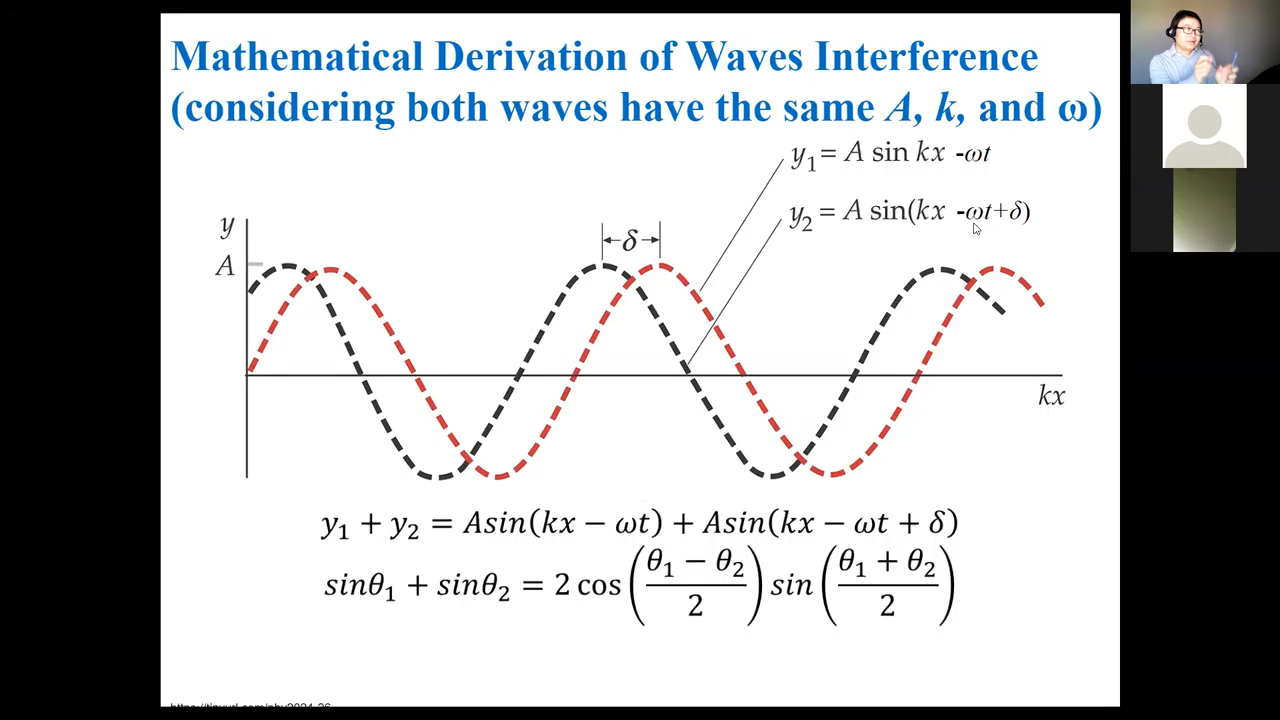 Mathematical Derivation of Waves Interference
(considering both waves have the same A, k, and ω)
y₁ = A sin kx -ωt
y₂ = A sin(kx -ωt+δ)
y
δ
A
kx
y₁ + y₂ = Asin(kx − ωt) + Asin(kx − ωt + δ)
sinθ₁ + sinθ₂ = 2 cos((θ₁ − θ₂)/2) sin((θ₁ + θ₂)/2)